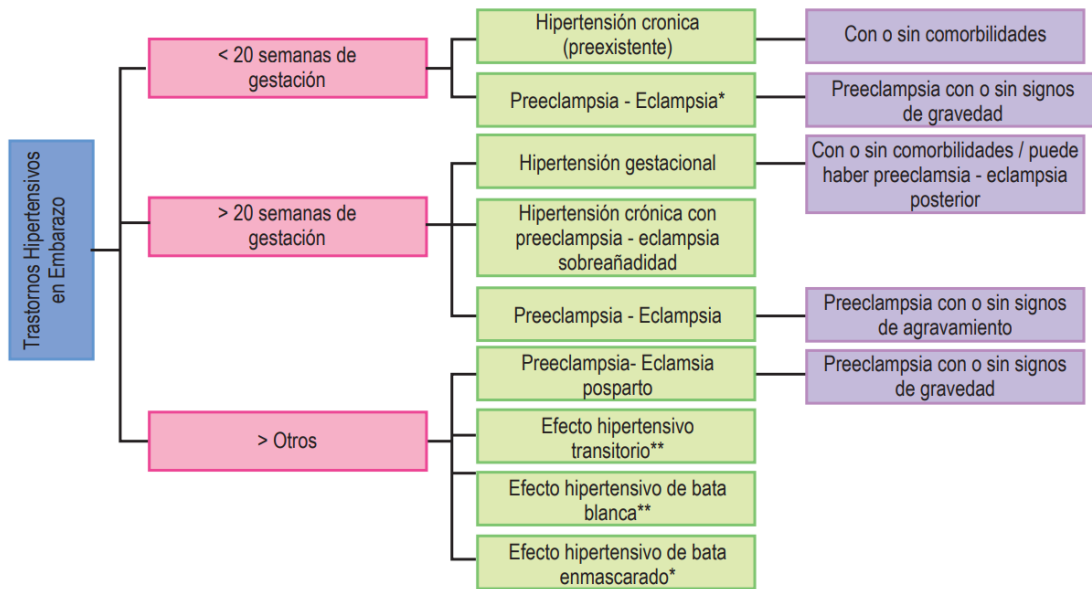 Trastornos Hipertensivos
en Embarazo
< 20 semanas de
gestación
Hipertensión cronica
(preexistente)
Con o sin comorbilidades
Preeclampsia - Eclampsia*
Preeclampsia con o sin signos
de gravedad
> 20 semanas de
gestación
Hipertensión gestacional
Con o sin comorbilidades / puede
haber preeclamsia - eclampsia
posterior
Hipertensión crónica con
preeclampsia - eclampsia
sobreañadidad
Preeclampsia - Eclampsia
Preeclampsia con o sin signos
de agravamiento
> Otros
Preeclampsia- Eclamsia
posparto
Preeclampsia con o sin signos
de gravedad
Efecto hipertensivo
transitorio**
Efecto hipertensivo de bata
blanca**
Efecto hipertensivo de bata
enmascarado*